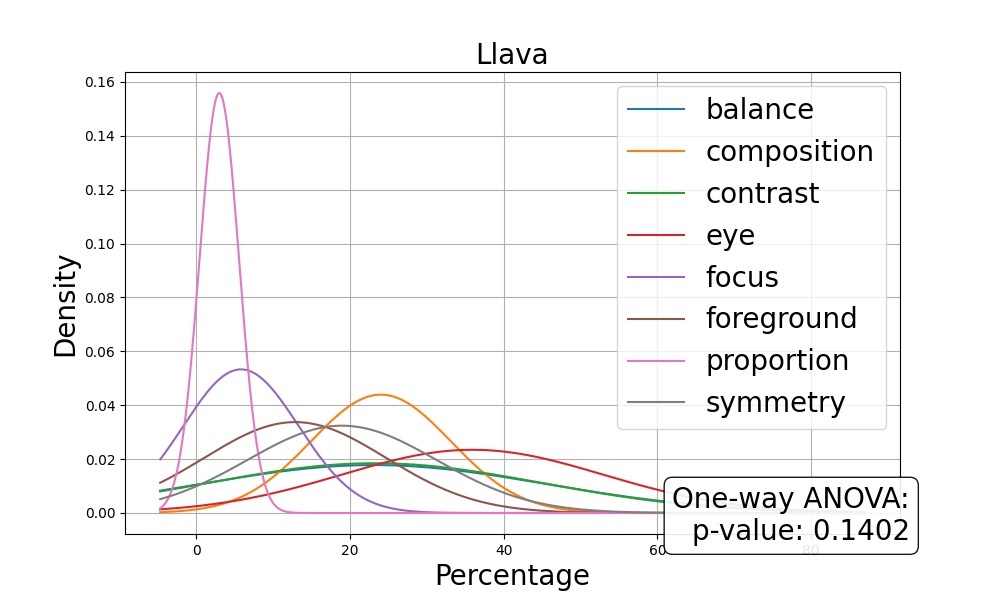 Llava
Density
0.16
0.14
0.12
0.10
0.08
0.06
0.04
0.02
0.00
balance
composition
contrast
eye
focus
foreground
proportion
symmetry
One-way ANOVA:
p-value: 0.1402
0 20 40 60 80
Percentage